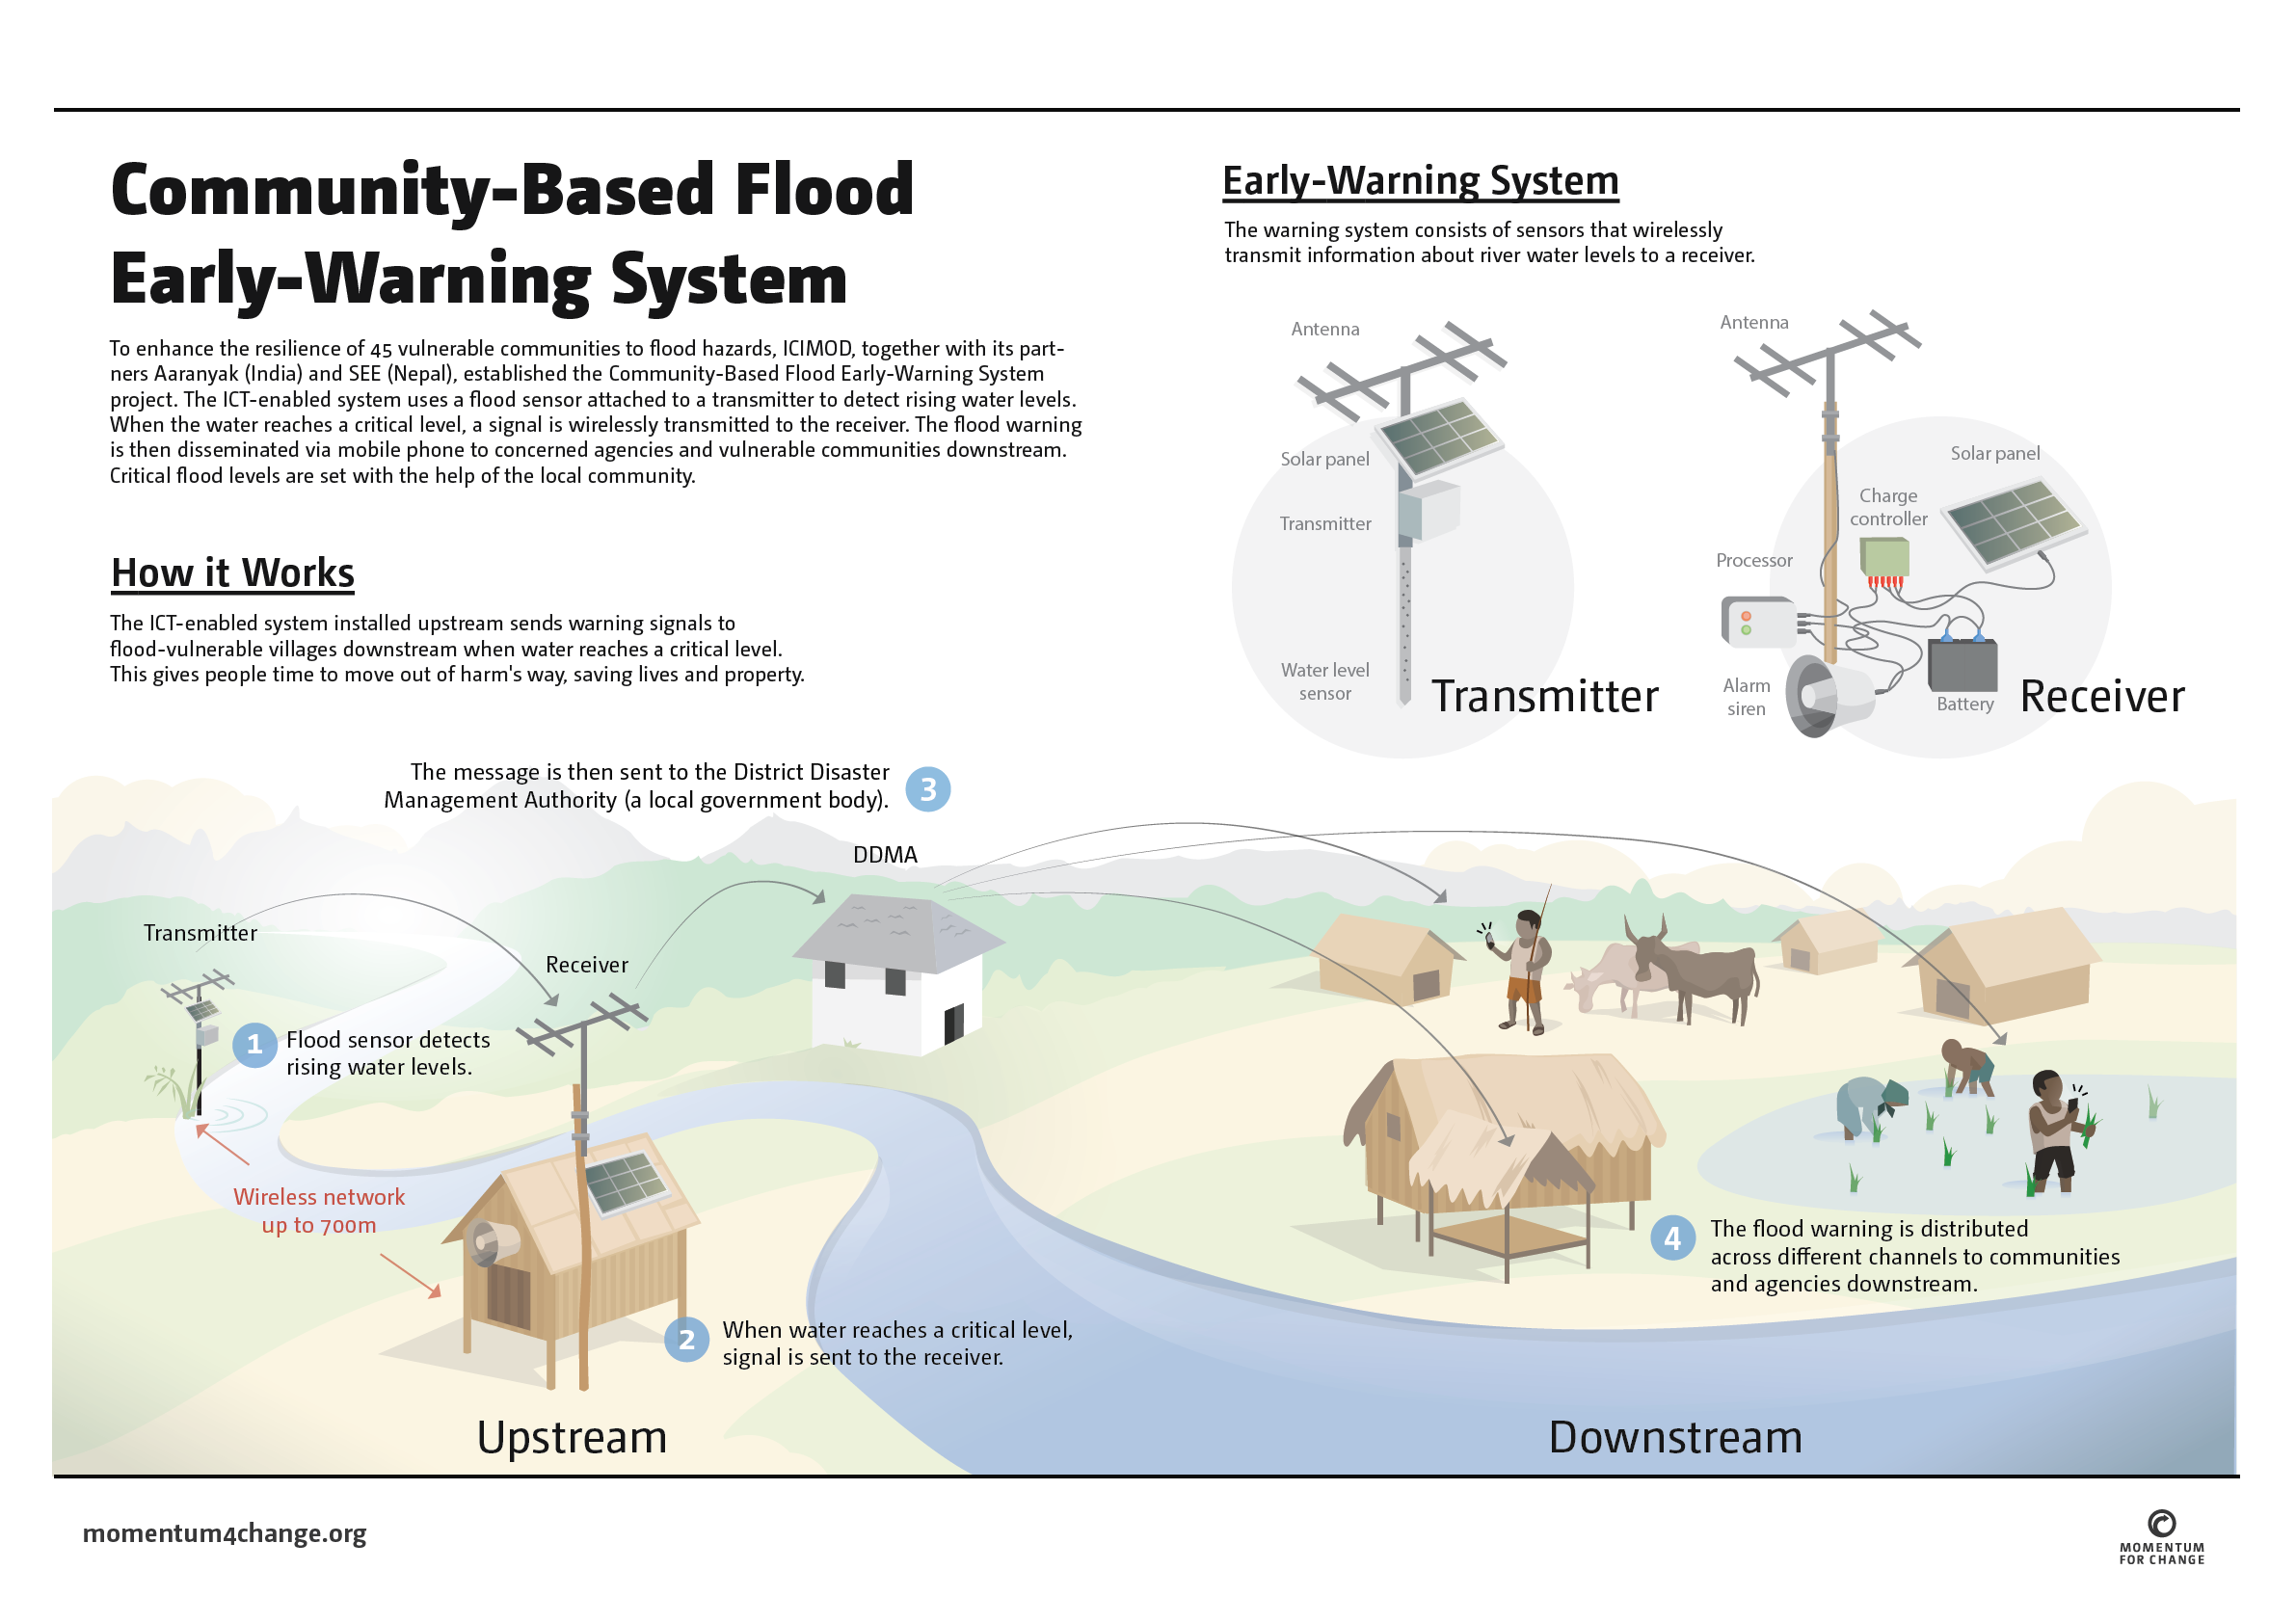 Community-Based Flood
Early-Warning System
To enhance the resilience of 45 vulnerable communities to flood hazards, ICIMOD, together with its part-
ners Aaranyak (India) and SEE (Nepal), established the Community-Based Flood Early-Warning System
project. The ICT-enabled system uses a flood sensor attached to a transmitter to detect rising water levels.
When the water reaches a critical level, a signal is wirelessly transmitted to the receiver. The flood warning
is then disseminated via mobile phone to concerned agencies and vulnerable communities downstream.
Critical flood levels are set with the help of the local community.
How it Works
The ICT-enabled system installed upstream sends warning signals to
flood-vulnerable villages downstream when water reaches a critical level.
This gives people time to move out of harm's way, saving lives and property.
Early-Warning System
The warning system consists of sensors that wirelessly
transmit information about river water levels to a receiver.
Antenna
Solar panel
Transmitter
Water level
sensor
Transmitter
Antenna
Solar panel
Charge
controller
Processor
Alarm
siren
Battery
Receiver
The message is then sent to the District Disaster
Management Authority (a local government body).
3
DDMA
Transmitter
Receiver
1
Flood sensor detects
rising water levels.
Wireless network
up to 700m
2
When water reaches a critical level,
signal is sent to the receiver.
4
The flood warning is distributed
across different channels to communities
and agencies downstream.
Upstream
Downstream
momentum4change.org
MOMENTUM
FOR CHANGE